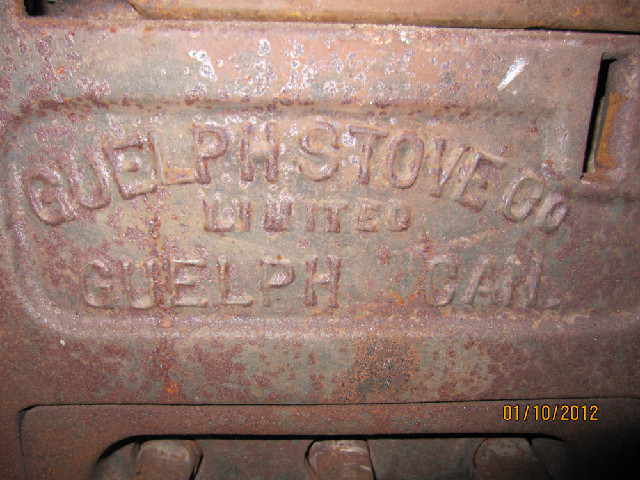 GUELPH STOVE CO
LIMITED
GUELPH CAN.
01/10/2012